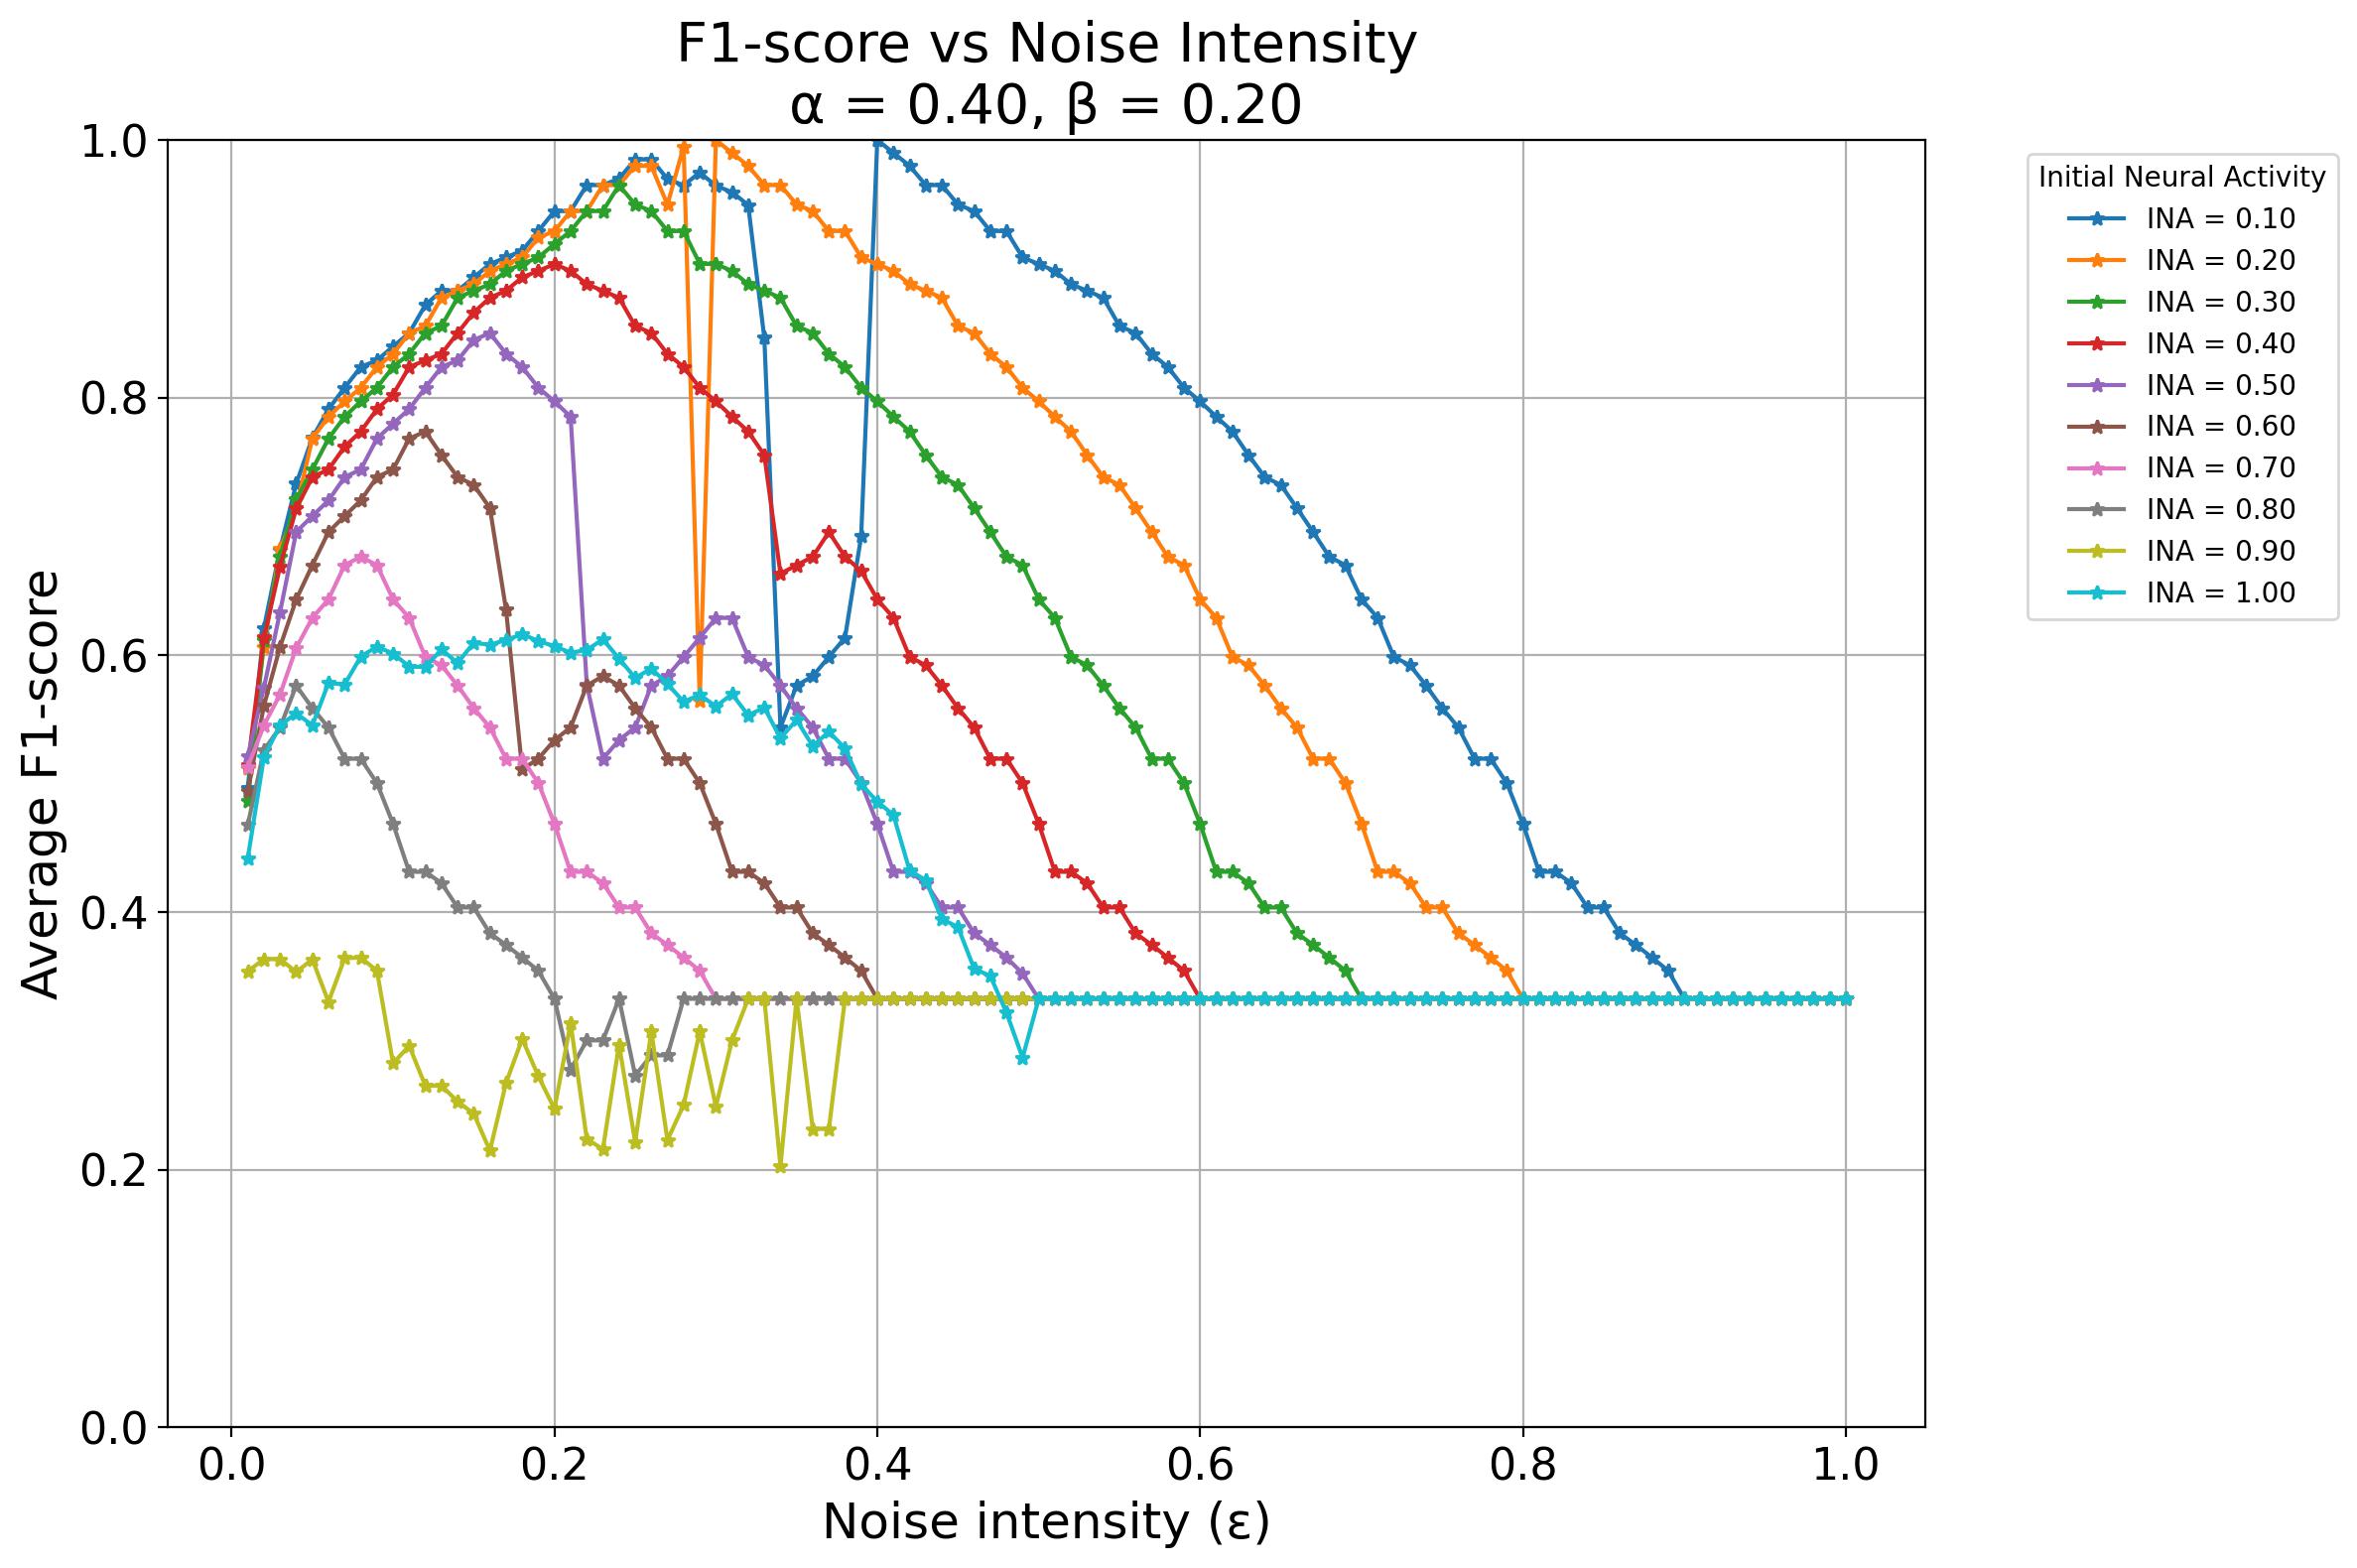 F1-score vs Noise Intensity
α = 0.40, β = 0.20
1.0
0.8
0.6
0.4
0.2
0.0
Average F1-score
0.0 0.2 0.4 0.6 0.8 1.0
Noise intensity (ε)
Initial Neural Activity
INA = 0.10
INA = 0.20
INA = 0.30
INA = 0.40
INA = 0.50
INA = 0.60
INA = 0.70
INA = 0.80
INA = 0.90
INA = 1.00